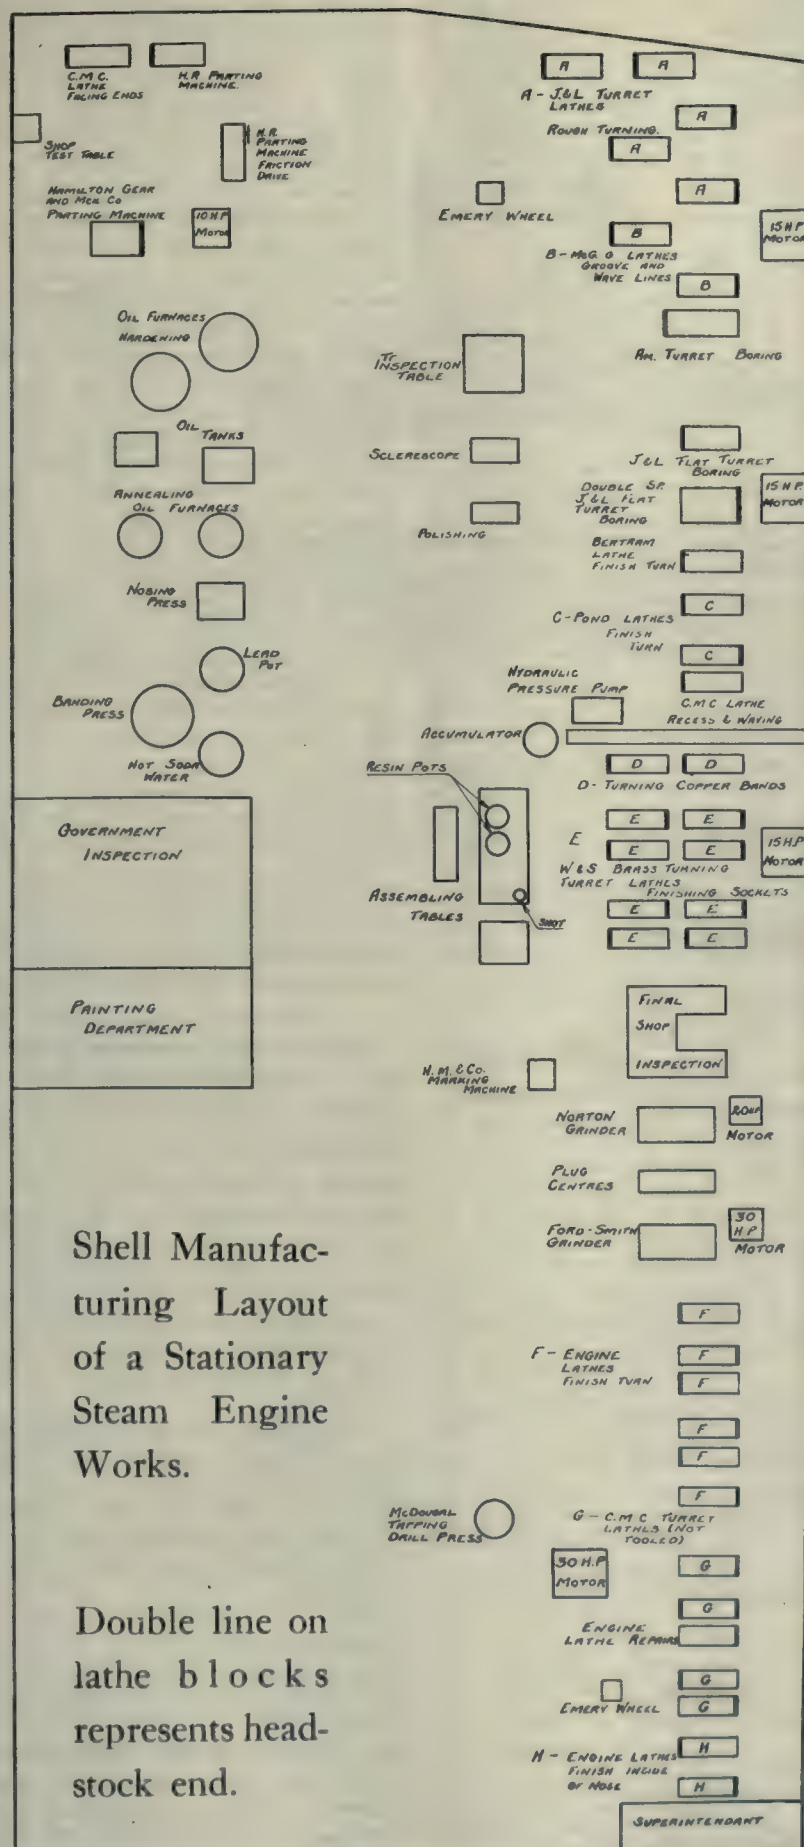 C.M.C.
LATHE
FACING ENDS
H.R PARTING
MACHINE.
SHOP
TEST TABLE
H.R.
PARTING
MACHINE
FRICTION
DRIVE
HAMILTON GEAR
AND MCH. CO
PARTING MACHINE
10 H.P
MOTOR
OIL FURNACES
HARDENING
OIL
TANKS
ANNEALING
OIL FURNACES
NOSING
PRESS
LEAD
POT
BANDING
PRESS
HOT SODA
WATER
GOVERNMENT
INSPECTION
PAINTING
DEPARTMENT
A
A
A - J.&L TURRET
LATHES
A
ROUGH TURNING.
A
A
EMERY WHEEL
B
15 H P
MOTOR
B - McG. G LATHES
GROOVE AND
WAVE LINES
B
AM. TURRET BORING
INSPECTION
TABLE
SCLERESCOPE
J&L FLAT TURRET
BORING
DOUBLE SP.
J.&L FLAT
TURRET
BORING
15 H.P.
MOTOR
POLISHING
BERTRAM
LATHE
FINISH TURN
C
C-POND LATHES
FINISH
TURN
C
HYDRAULIC
PRESSURE PUMP
C.M.C LATHE
RECESS & WAVING
ACCUMULATOR
RESIN POTS
D
D
D - TURNING COPPER BANDS
E
E
E
E
E
15 H.P
MOTOR
W & S BRASS TURNING
TURRET LATHES
FINISHING SOCKETS
ASSEMBLING
TABLES
E
E
SHOT
E
E
FINAL
SHOP
INSPECTION
H. M. & Co.
MARKING
MACHINE
NORTON
GRINDER
20 H.P
MOTOR
PLUG
CENTRES
FORD-SMITH
GRINDER
30
H.P
MOTOR
Shell Manufac-
turing Layout
of a Stationary
Steam Engine
Works.
F
F - ENGINE
LATHES
FINISH TURN
F
F
F
F
F
McDOUGAL
TAPPING
DRILL PRESS
G - C.M.C TURRET
LATHES (NOT
TOOLED)
30 H.P
MOTOR
G
G
ENGINE
LATHE REPAIRS
G
EMERY WHEEL
G
H - ENGINE LATHES
FINISH INSIDE
OF NOSE
H
H
SUPERINTENDANT
Double line on
lathe blocks
represents head-
stock end.